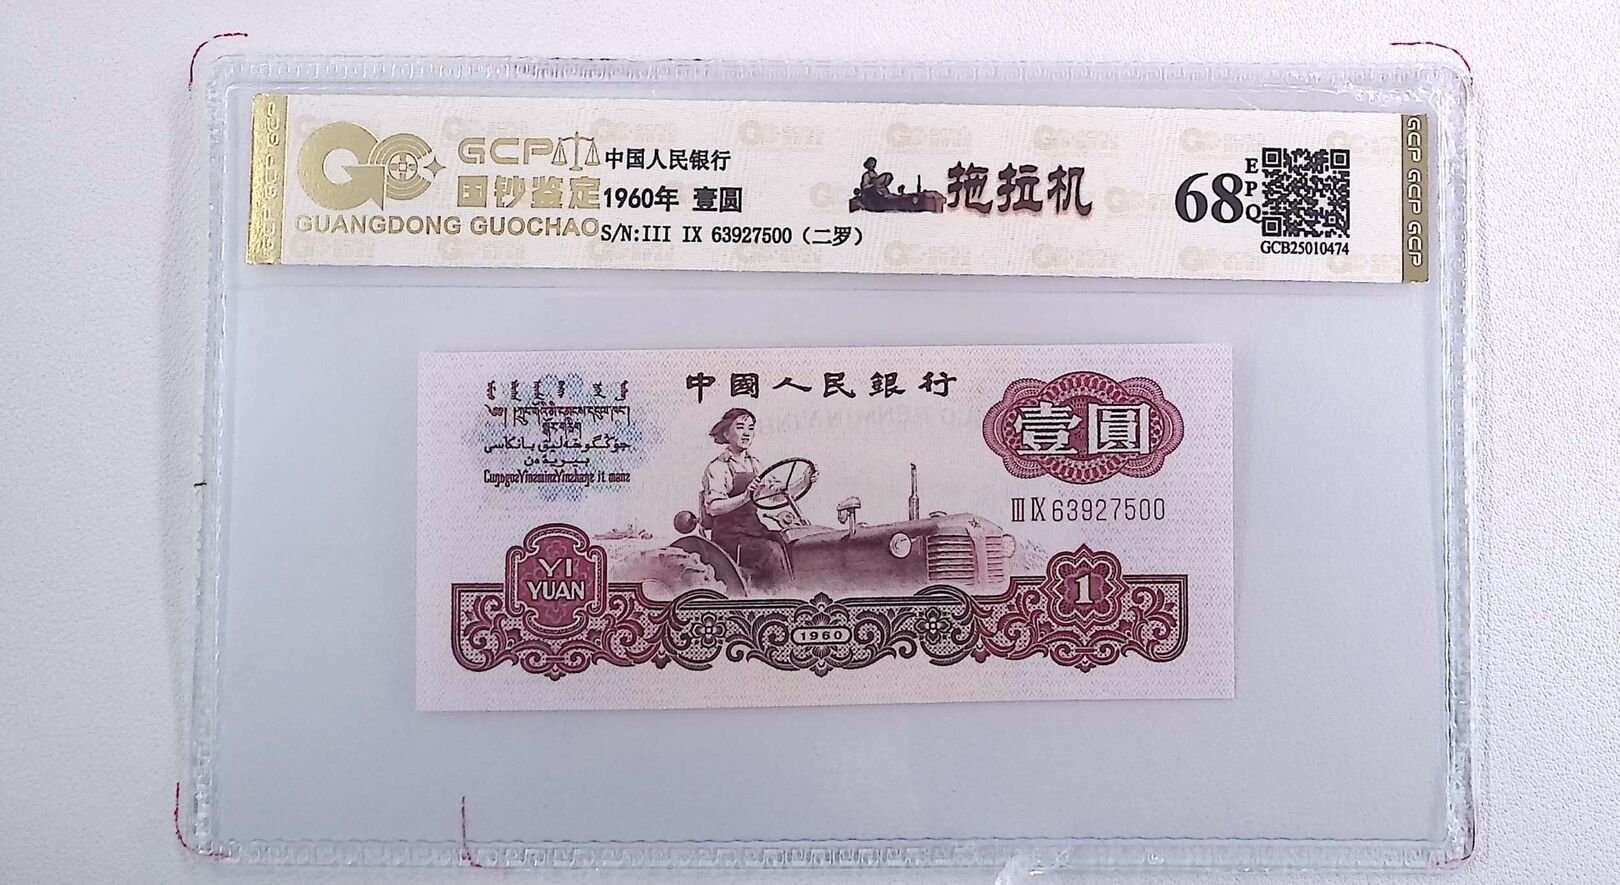 GCP
国钞鉴定
GUANGDONG GUOCHAO
中国人民银行
1960年 壹圆
S/N:III IX 63927500（二罗）
拖拉机
68
EPQ
GCB25010474
GCP GCP GCP
中國人民銀行
壹圓
ⅢⅨ63927500
YI
YUAN
1960
1